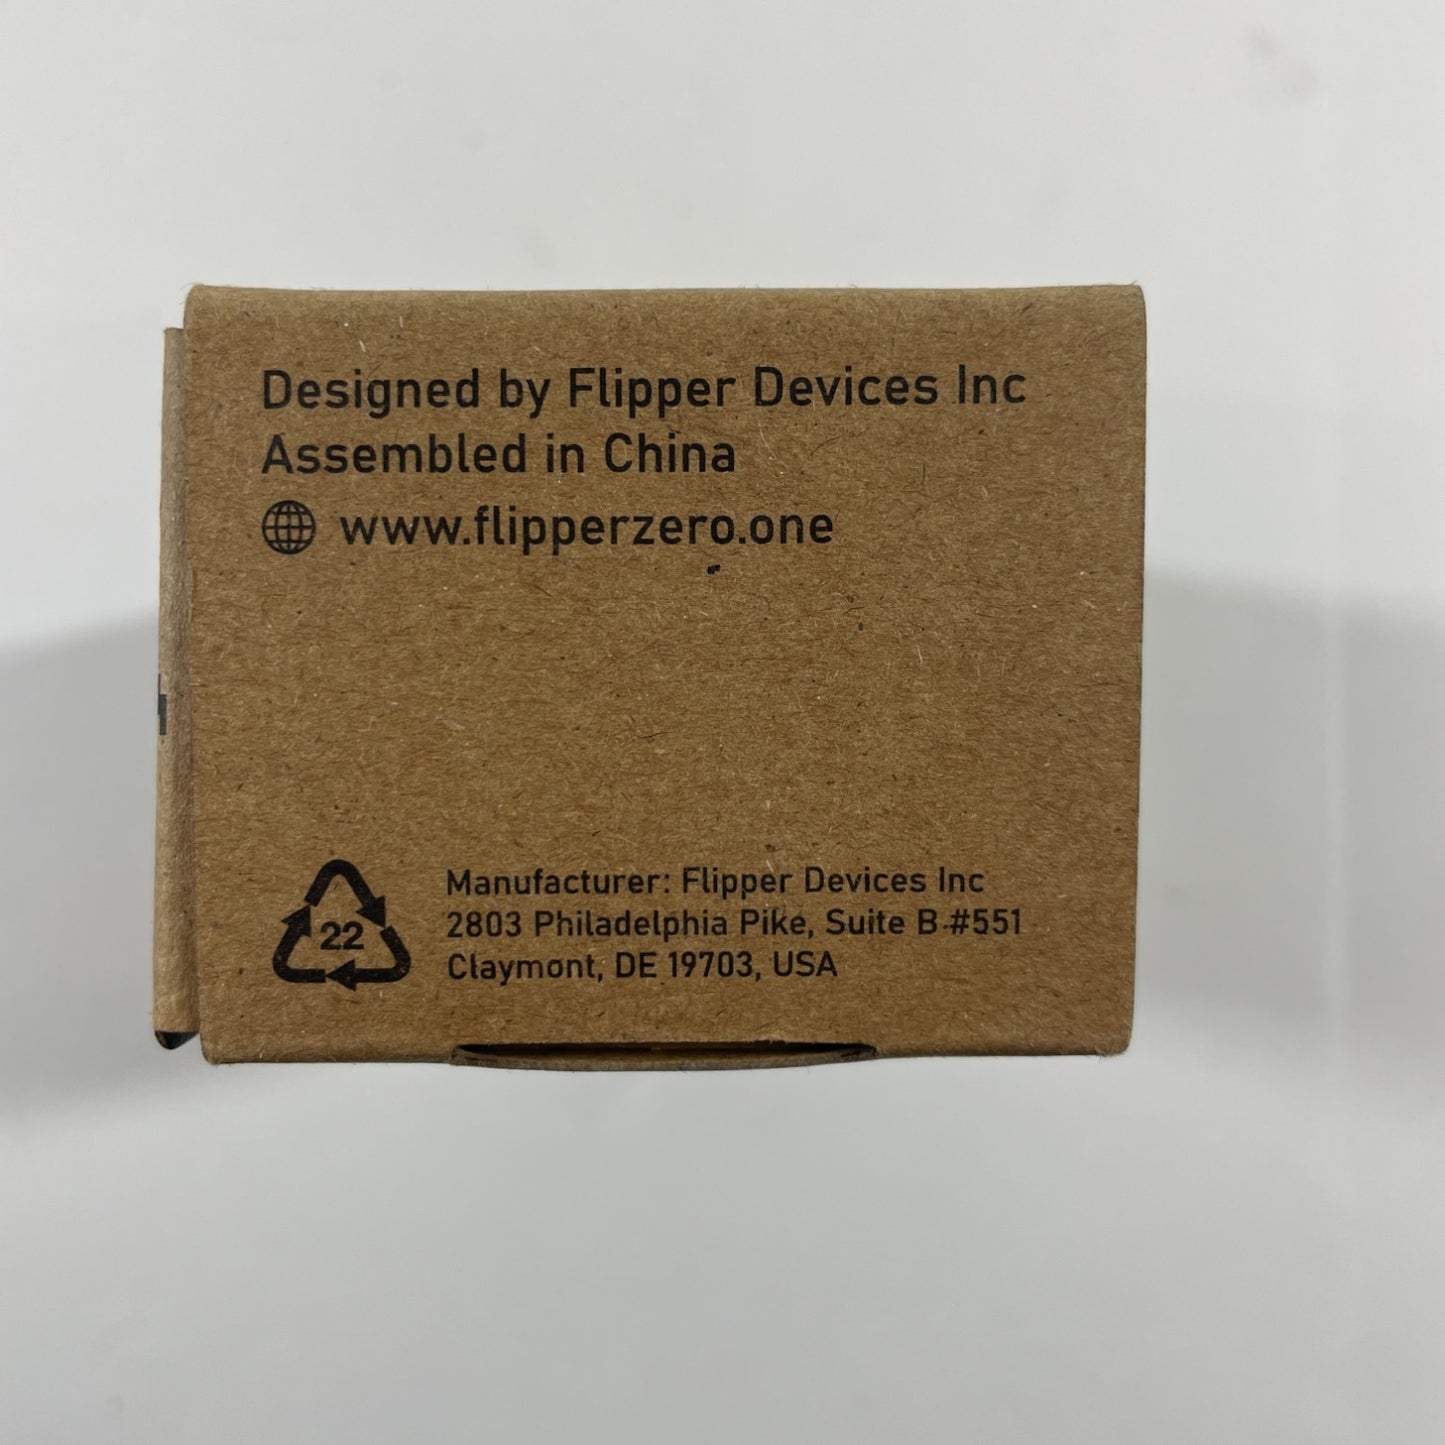 Designed by Flipper Devices Inc
Assembled in China
www.flipperzero.one
22
Manufacturer: Flipper Devices Inc
2803 Philadelphia Pike, Suite B #551
Claymont, DE 19703, USA